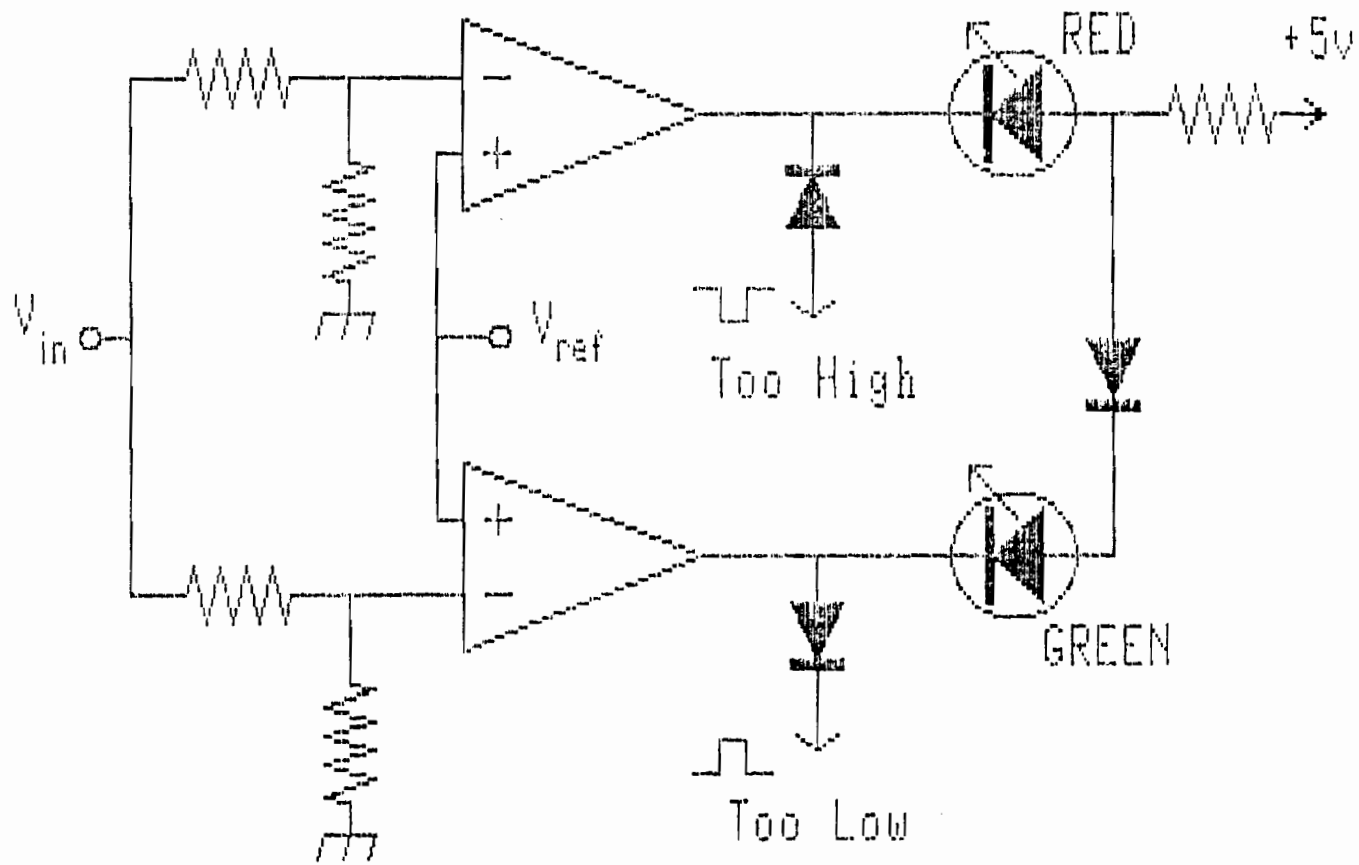 RED
+5v
−
+
Vin
Vref
Too High
+
−
GREEN
Too Low